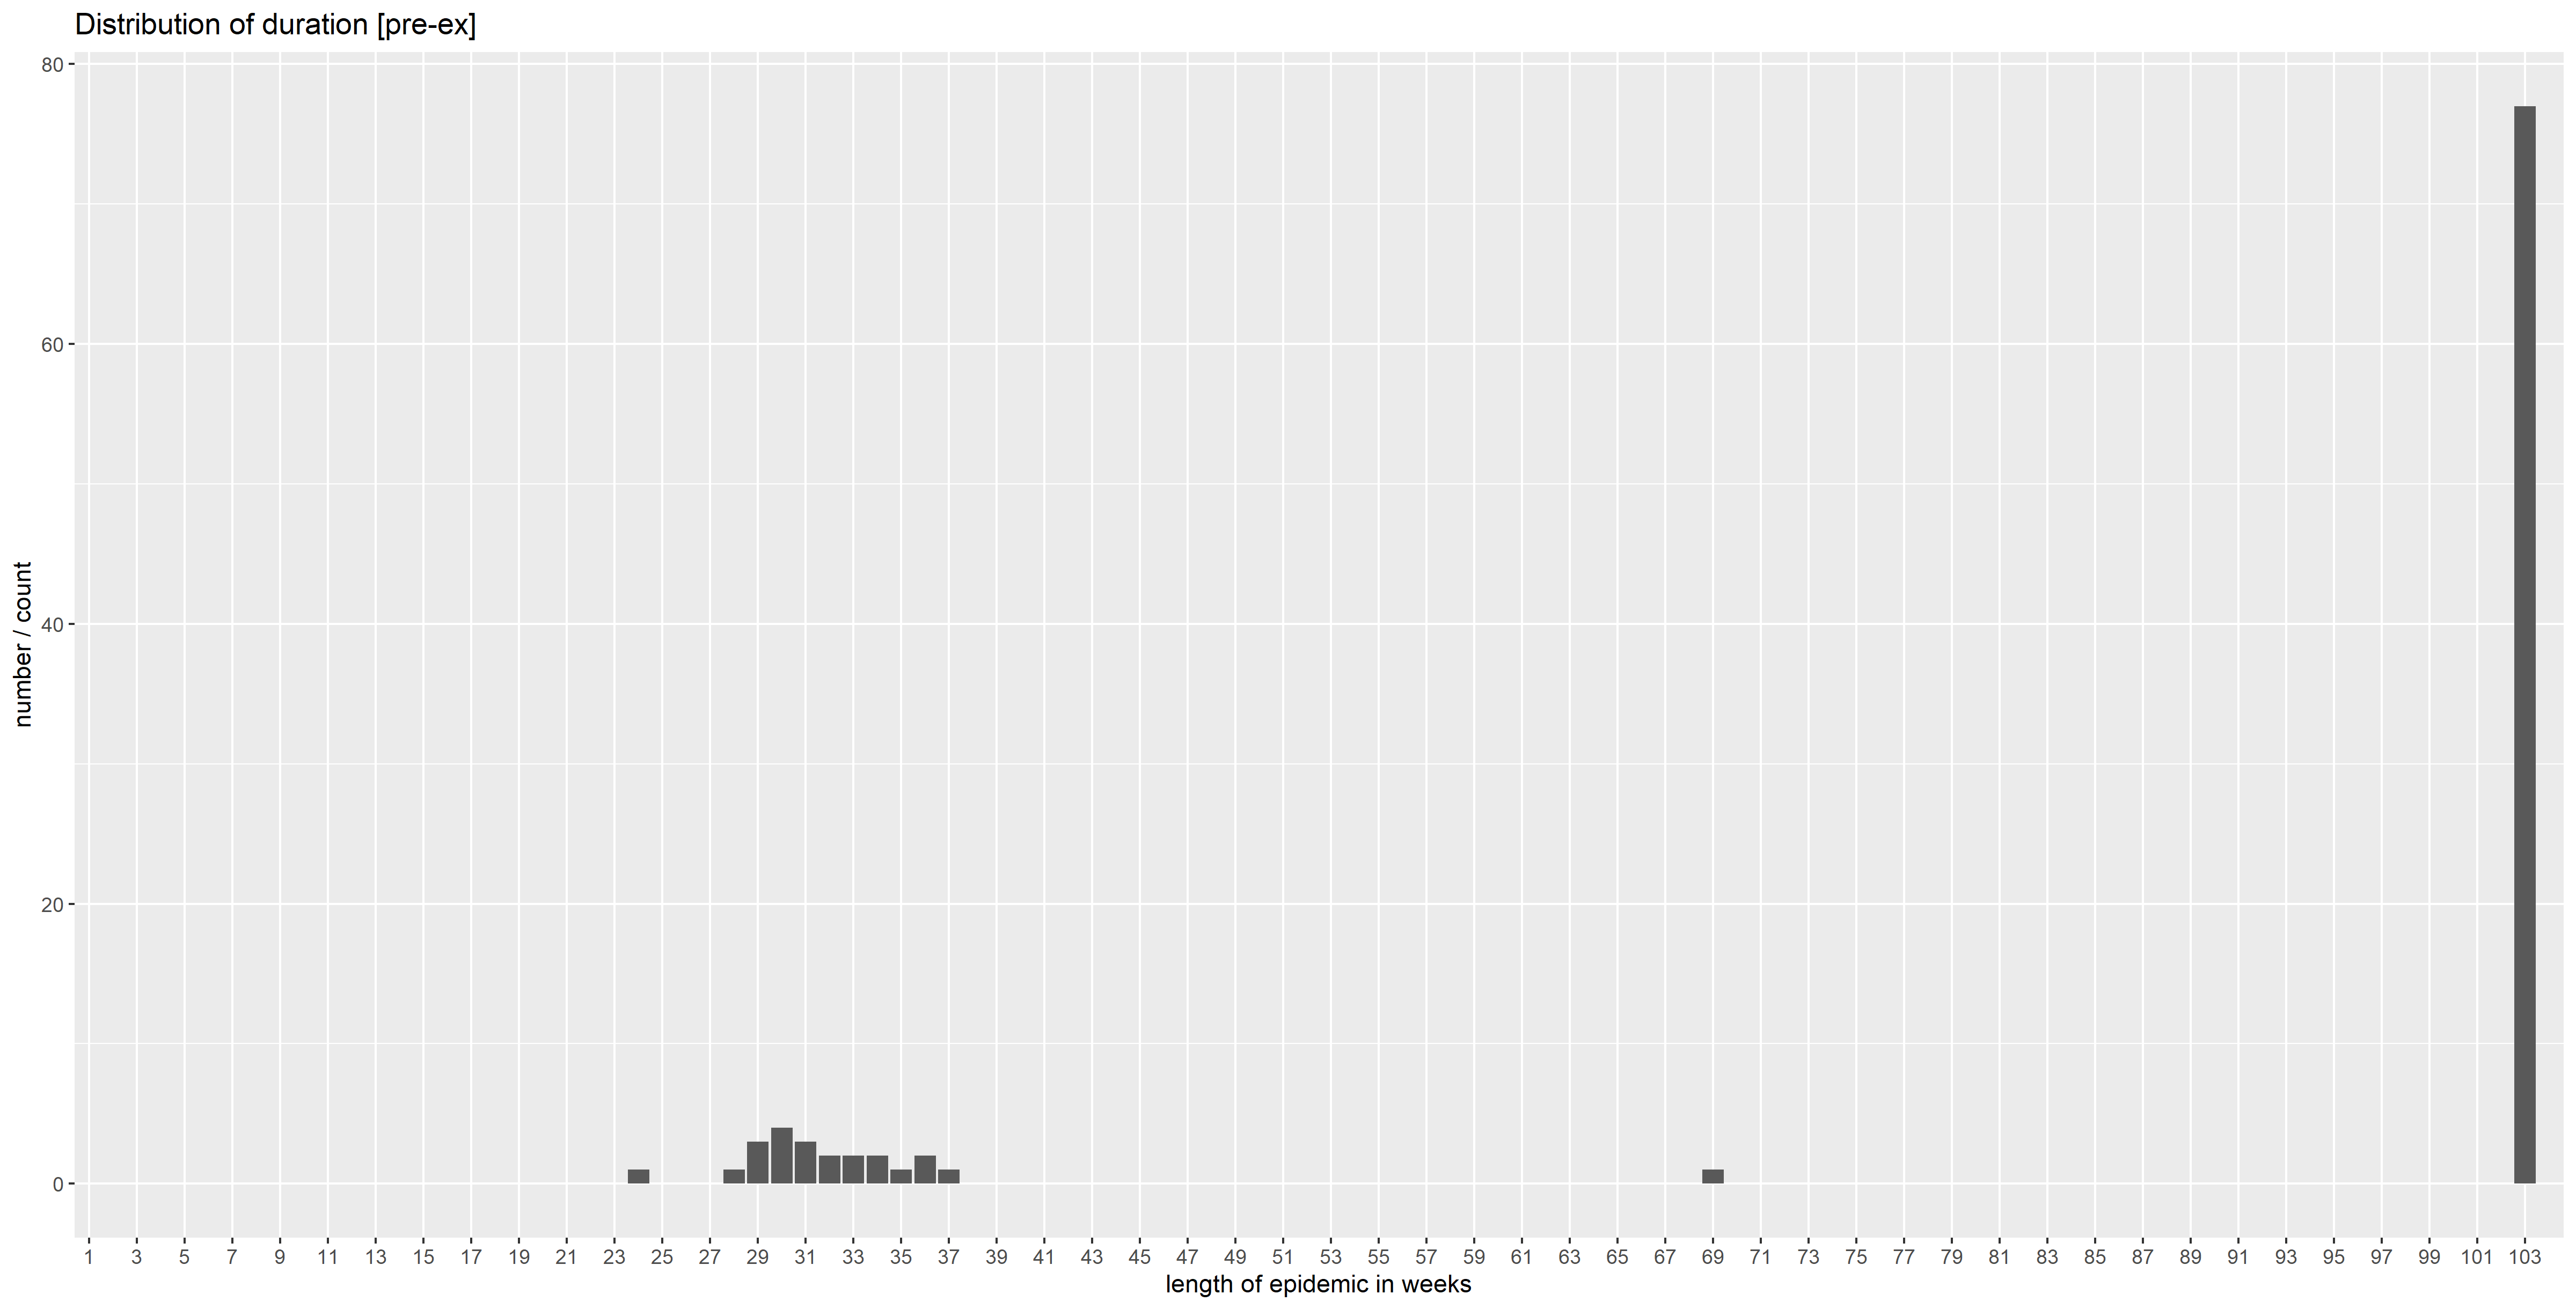 Distribution of duration [pre-ex]
80
60
40
20
0
number / count
1 3 5 7 9 11 13 15 17 19 21 23 25 27 29 31 33 35 37 39 41 43 45 47 49 51 53 55 57 59 61 63 65 67 69 71 73 75 77 79 81 83 85 87 89 91 93 95 97 99 101 103
length of epidemic in weeks